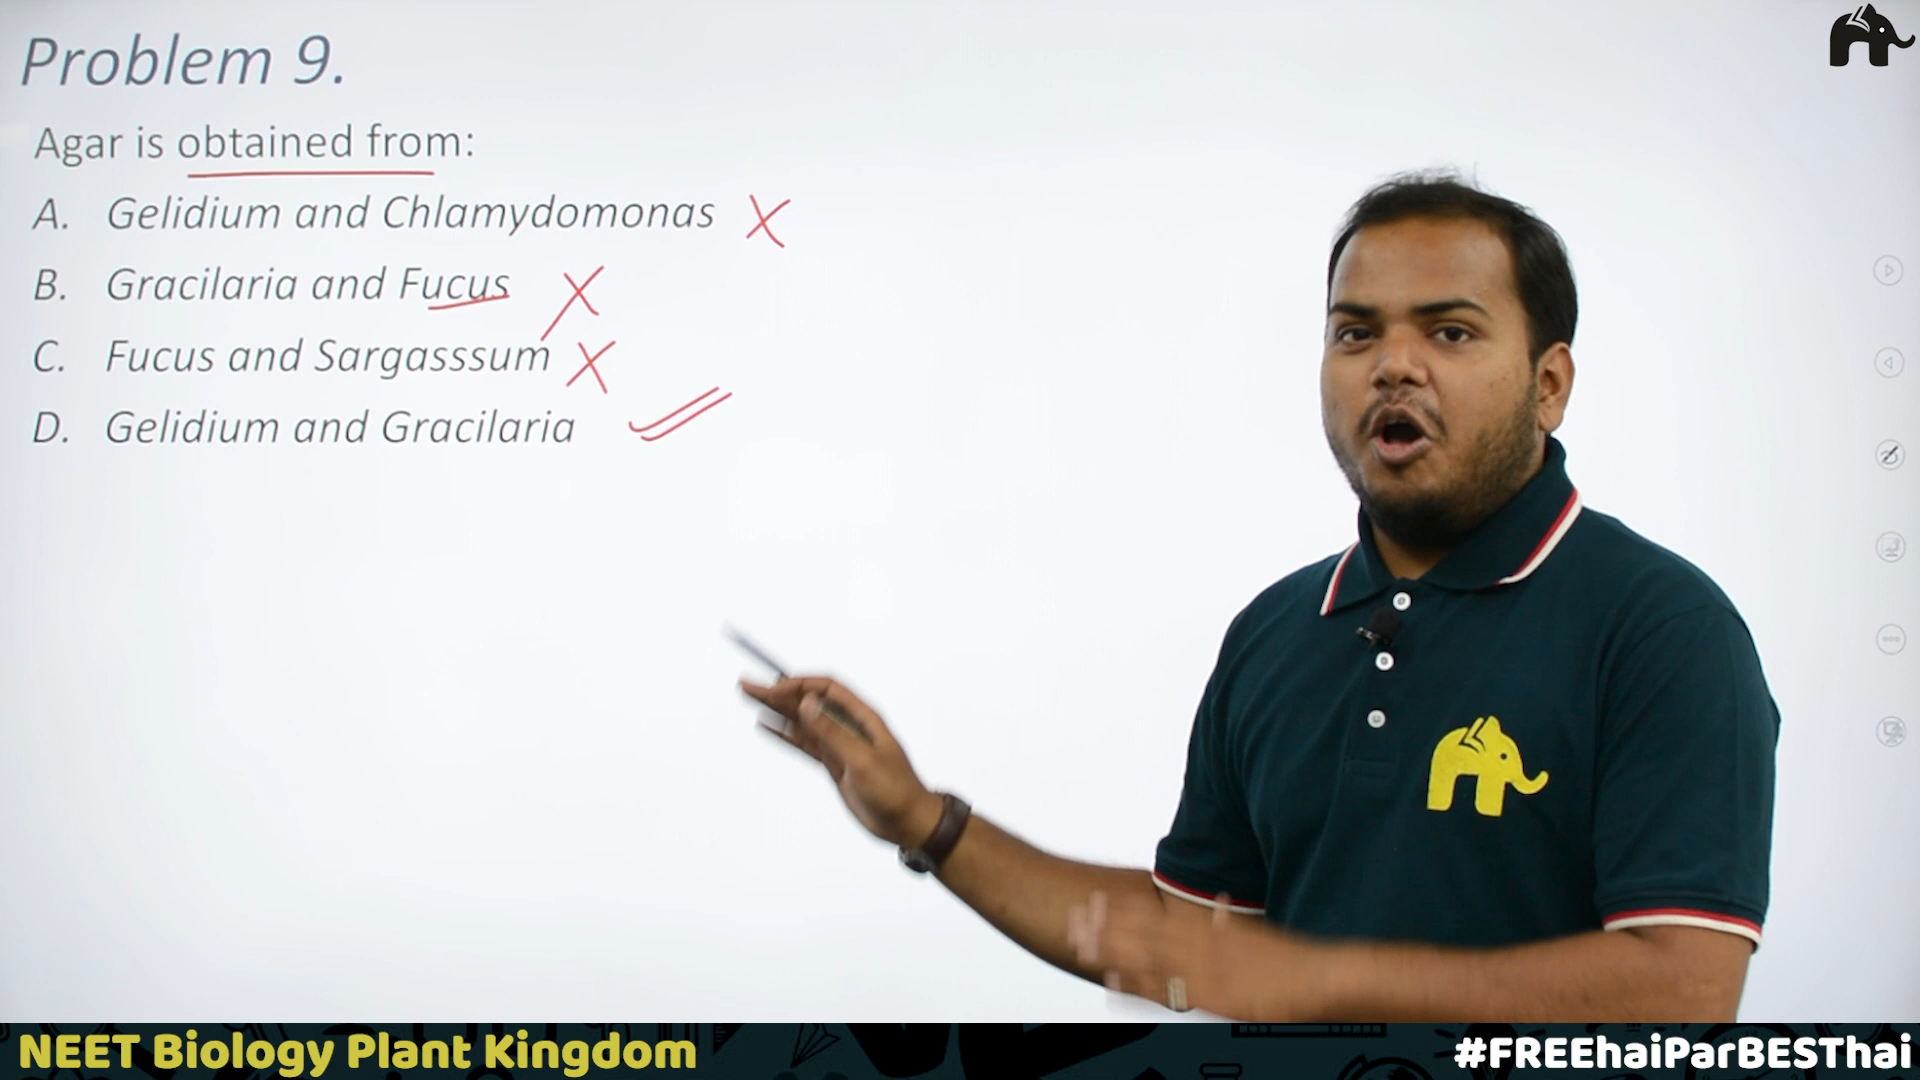 Problem 9.
Agar is obtained from:
A. Gelidium and Chlamydomonas
B. Gracilaria and Fucus
C. Fucus and Sargasssum
D. Gelidium and Gracilaria
NEET Biology Plant Kingdom
#FREEhaiParBESThai